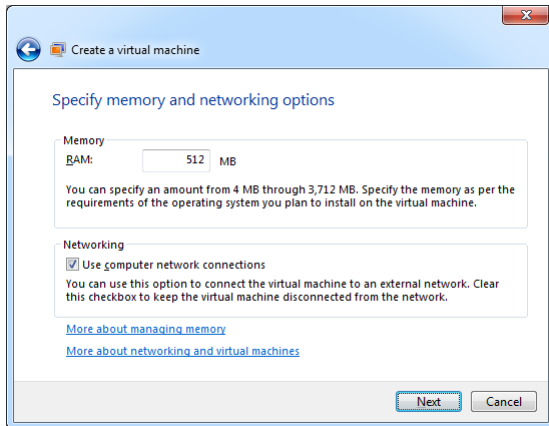 Create a virtual machine
Specify memory and networking options
Memory
RAM: 512 MB
You can specify an amount from 4 MB through 3,712 MB. Specify the memory as per the
requirements of the operating system you plan to install on the virtual machine.
Networking
Use computer network connections
You can use this option to connect the virtual machine to an external network. Clear
this checkbox to keep the virtual machine disconnected from the network.
More about managing memory
More about networking and virtual machines
Next Cancel